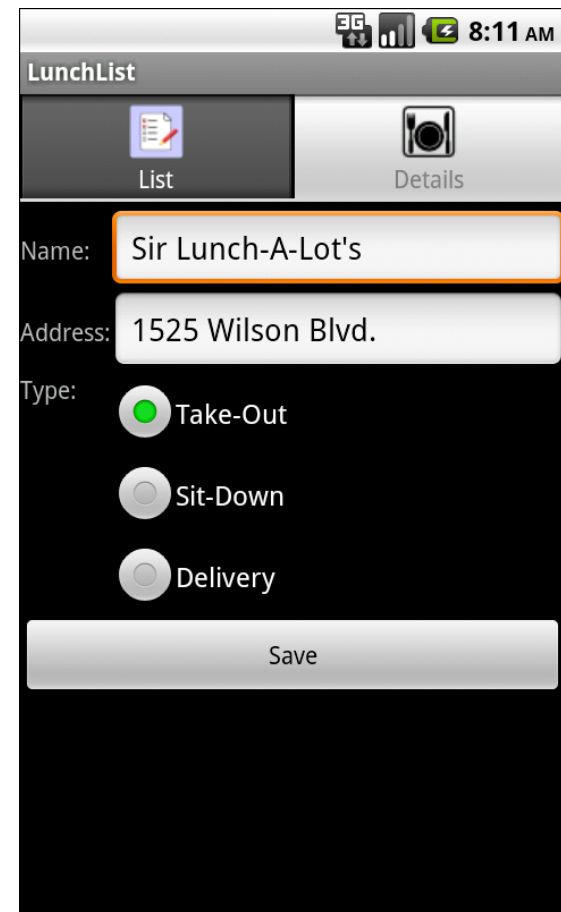 3G 8:11 AM
LunchList
List Details
Name: Sir Lunch-A-Lot's
Address: 1525 Wilson Blvd.
Type: Take-Out
Sit-Down
Delivery
Save